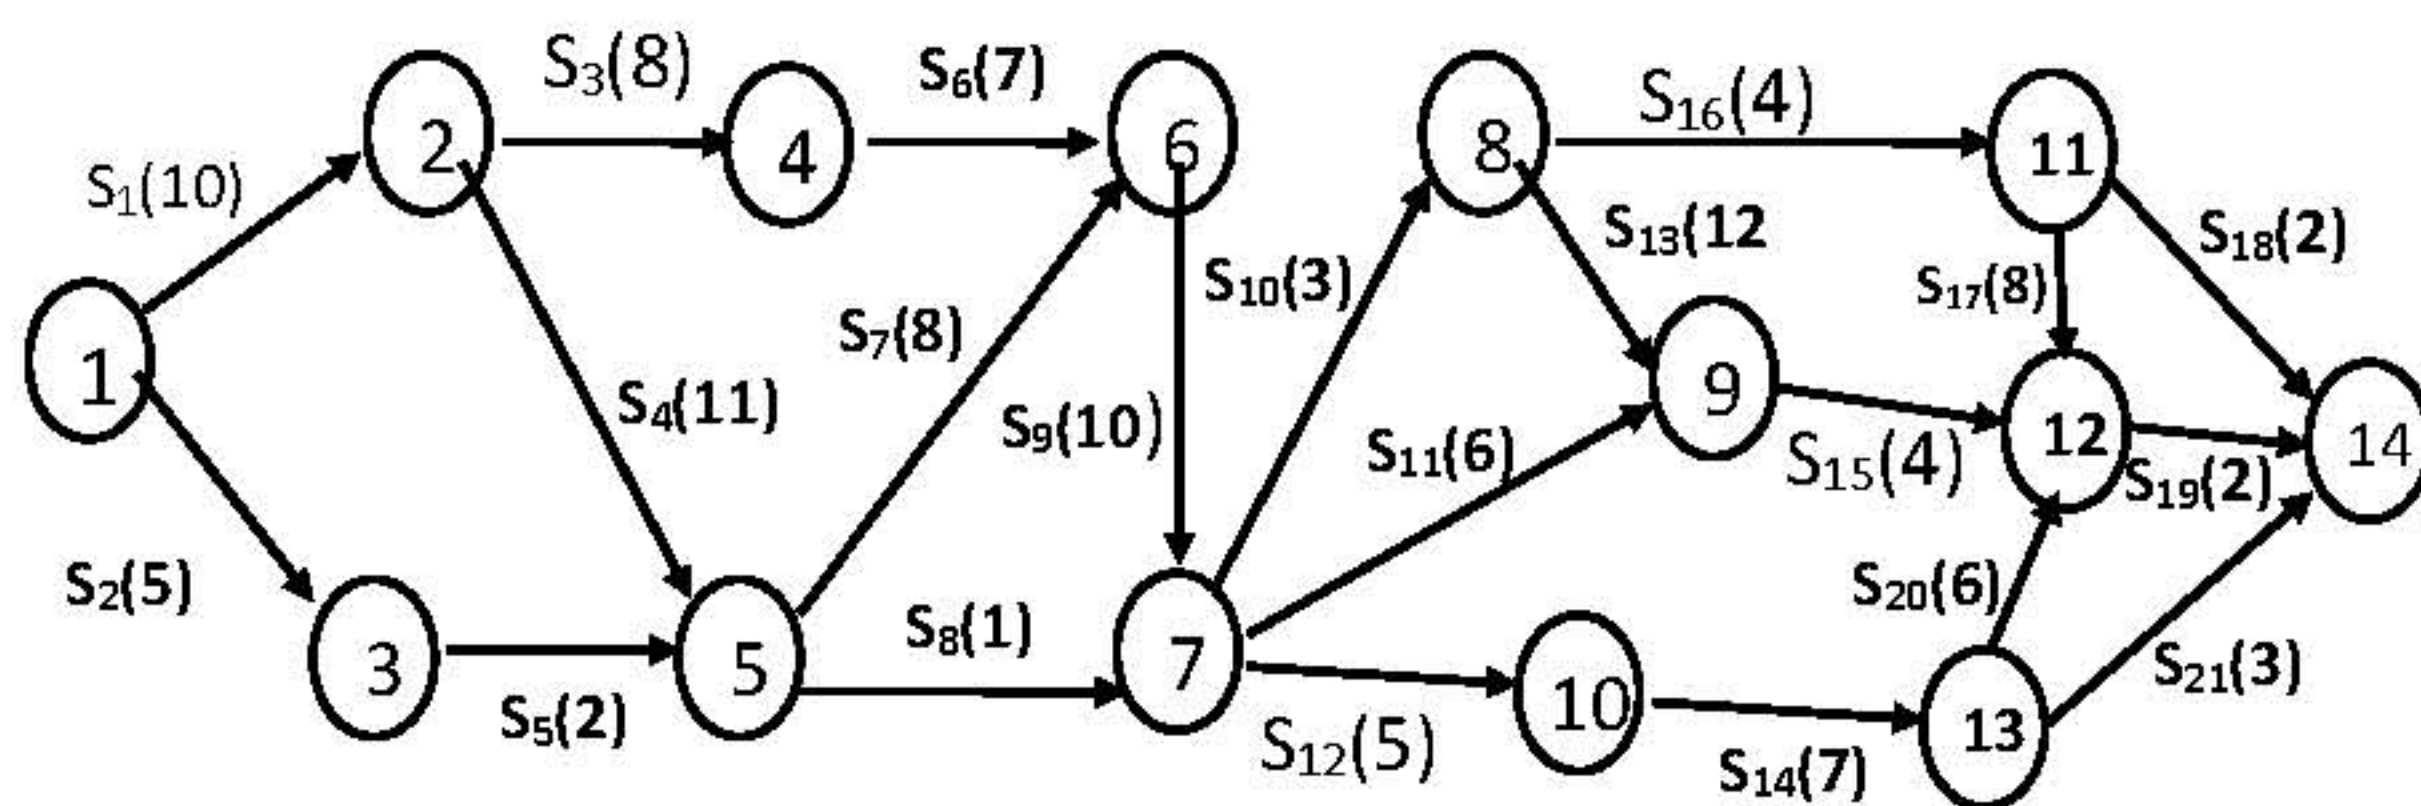 S₃(8)
S₆(7)
S₁₆(4)
2
4
6
8
11
S₁(10)
S₁₃(12
S₁₈(2)
S₁₀(3)
S₁₇(8)
S₇(8)
1
S₄(11)
S₉(10)
9
12
14
S₁₁(6)
S₁₅(4)
S₁₉(2)
S₂(5)
S₂₀(6)
S₈(1)
3
5
7
S₂₁(3)
S₅(2)
10
13
S₁₂(5)
S₁₄(7)